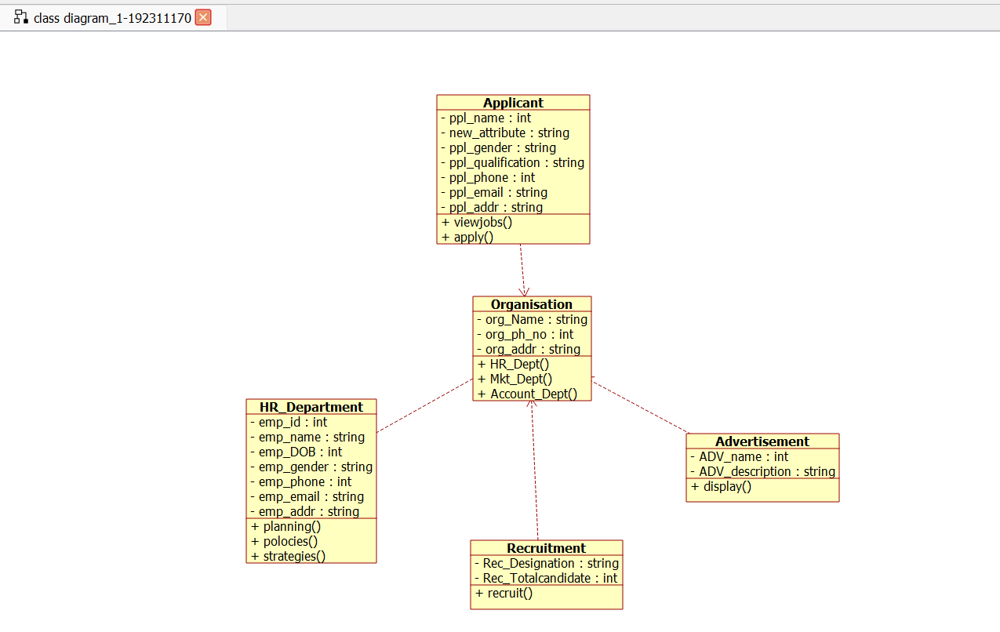 class diagram_1-192311170
Applicant
- ppl_name : int
- new_attribute : string
- ppl_gender : string
- ppl_qualification : string
- ppl_phone : int
- ppl_email : string
- ppl_addr : string
+ viewjobs()
+ apply()
Organisation
- org_Name : string
- org_ph_no : int
- org_addr : string
+ HR_Dept()
+ Mkt_Dept()
+ Account_Dept()
HR_Department
- emp_id : int
- emp_name : string
- emp_DOB : int
- emp_gender : string
- emp_phone : int
- emp_email : string
- emp_addr : string
+ planning()
+ polocies()
+ strategies()
Advertisement
- ADV_name : int
- ADV_description : string
+ display()
Recruitment
- Rec_Designation : string
- Rec_Totalcandidate : int
+ recruit()